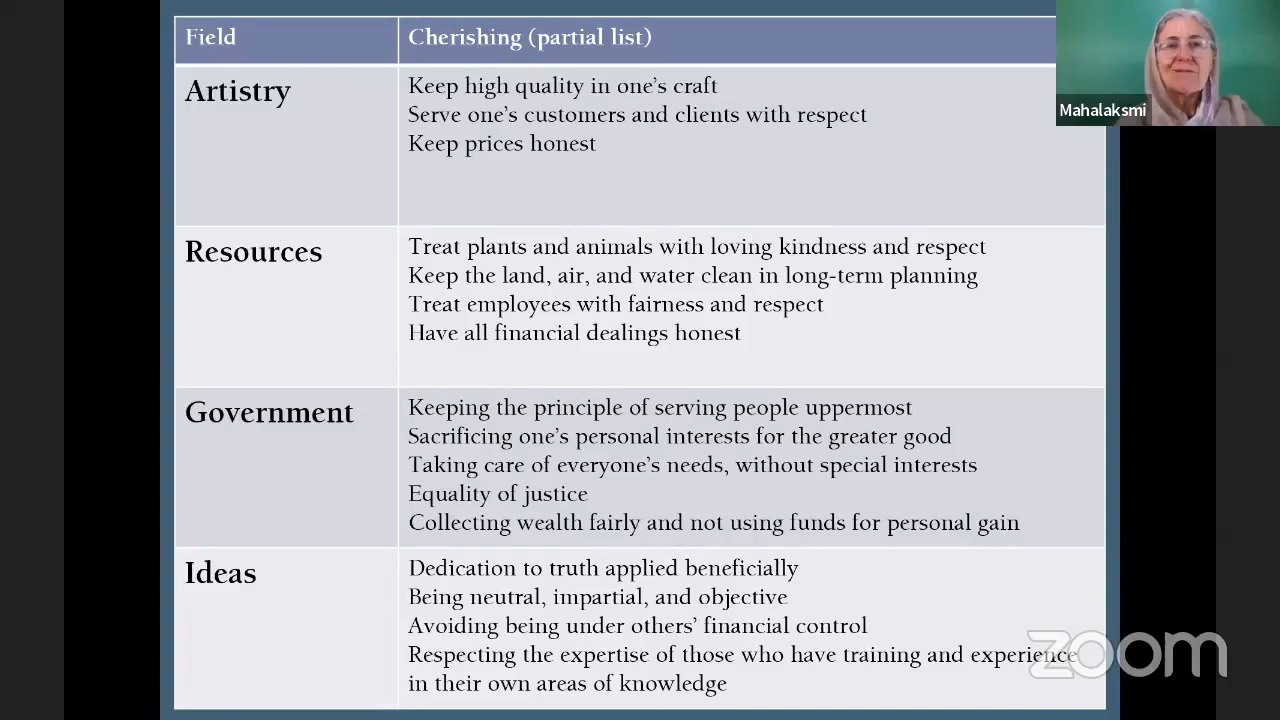 Field
Cherishing (partial list)
Mahalaksmi
Artistry
Keep high quality in one's craft
Serve one's customers and clients with respect
Keep prices honest
Resources
Treat plants and animals with loving kindness and respect
Keep the land, air, and water clean in long-term planning
Treat employees with fairness and respect
Have all financial dealings honest
Government
Keeping the principle of serving people uppermost
Sacrificing one's personal interests for the greater good
Taking care of everyone's needs, without special interests
Equality of justice
Collecting wealth fairly and not using funds for personal gain
Ideas
Dedication to truth applied beneficially
Being neutral, impartial, and objective
Avoiding being under others' financial control
Respecting the expertise of those who have training and experience
in their own areas of knowledge
zoom